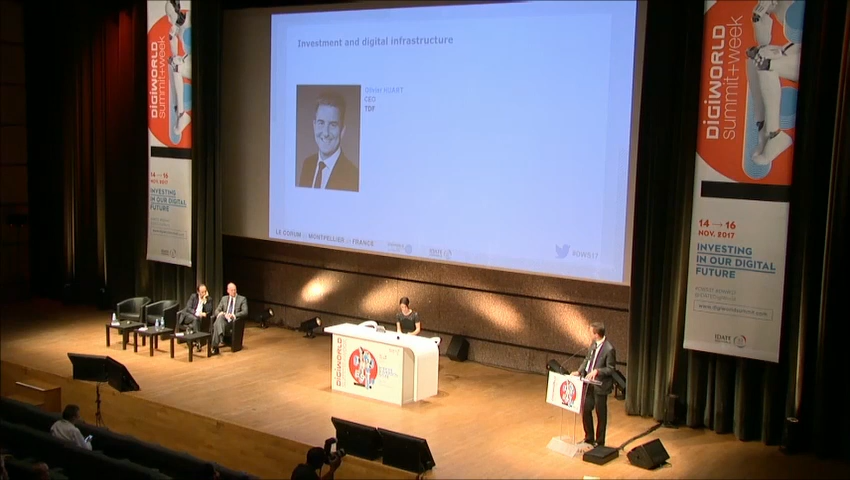 Investment and digital infrastructure
Olivier HUART
CEO
TDF
LE CORUM
MONTPELLIER
FRANCE
#DWS17
DIGIWORLD
summit+week
14 → 16
NOV. 2017
INVESTING
IN OUR DIGITAL
FUTURE
DIGIWORLD
summit+week
14 → 16
NOV. 2017
INVESTING
IN OUR DIGITAL
FUTURE
www.digiworldsummit.com
IDATE
DIGIWORLD